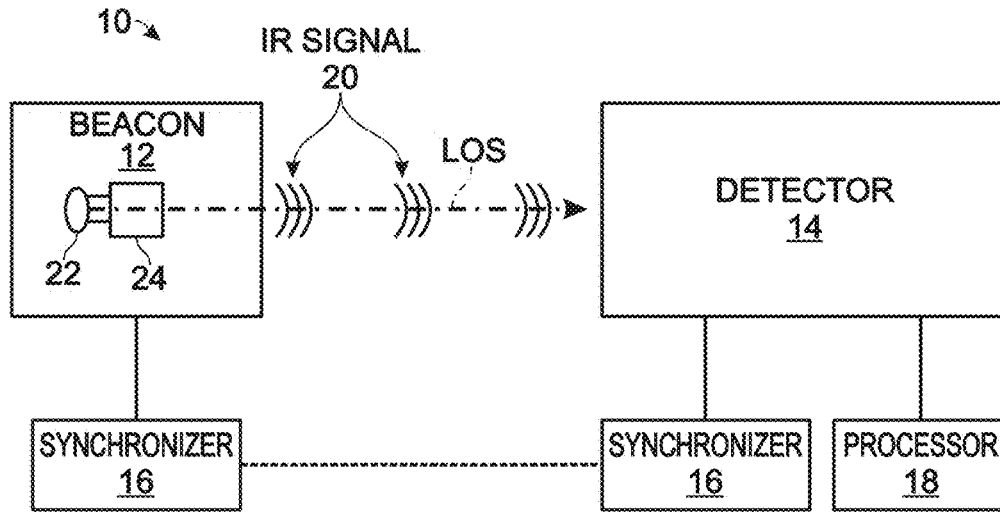 10
IR SIGNAL
20
BEACON
12
LOS
22
24
DETECTOR
14
SYNCHRONIZER
16
SYNCHRONIZER
16
PROCESSOR
18